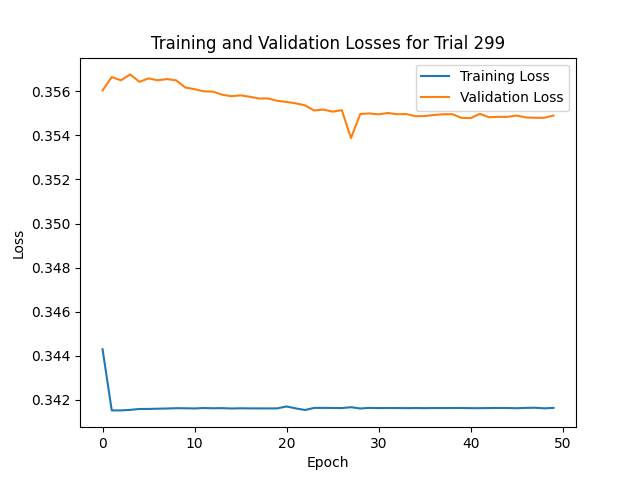 Training and Validation Losses for Trial 299
Training Loss
Validation Loss
0.356
0.354
0.352
0.350
0.348
0.346
0.344
0.342
Loss
0 10 20 30 40 50
Epoch